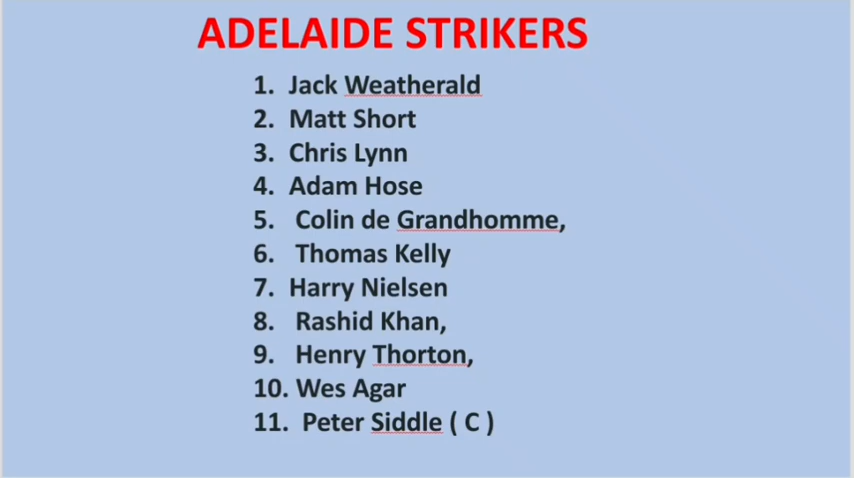 ADELAIDE STRIKERS
1. Jack Weatherald
2. Matt Short
3. Chris Lynn
4. Adam Hose
5. Colin de Grandhomme,
6. Thomas Kelly
7. Harry Nielsen
8. Rashid Khan,
9. Henry Thorton,
10. Wes Agar
11. Peter Siddle ( C )